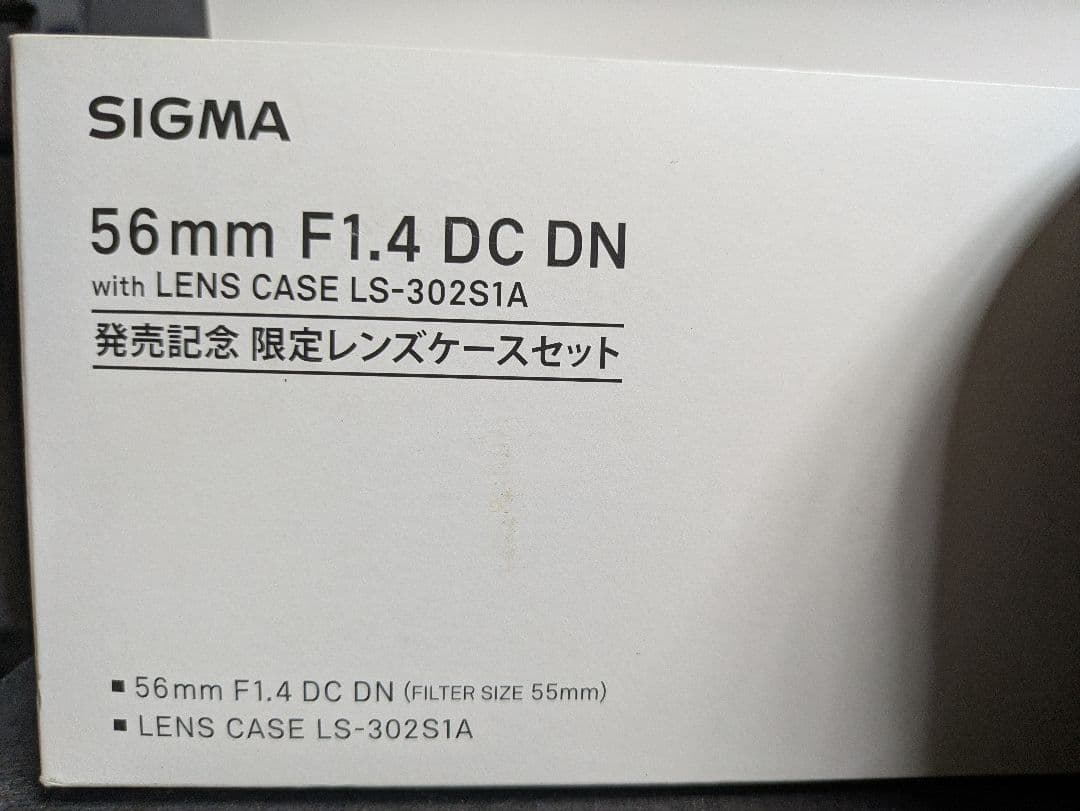 SIGMA
56mm F1.4 DC DN
with LENS CASE LS-302S1A
発売記念 限定レンズケースセット
■ 56mm F1.4 DC DN (FILTER SIZE 55mm)
■ LENS CASE LS-302S1A